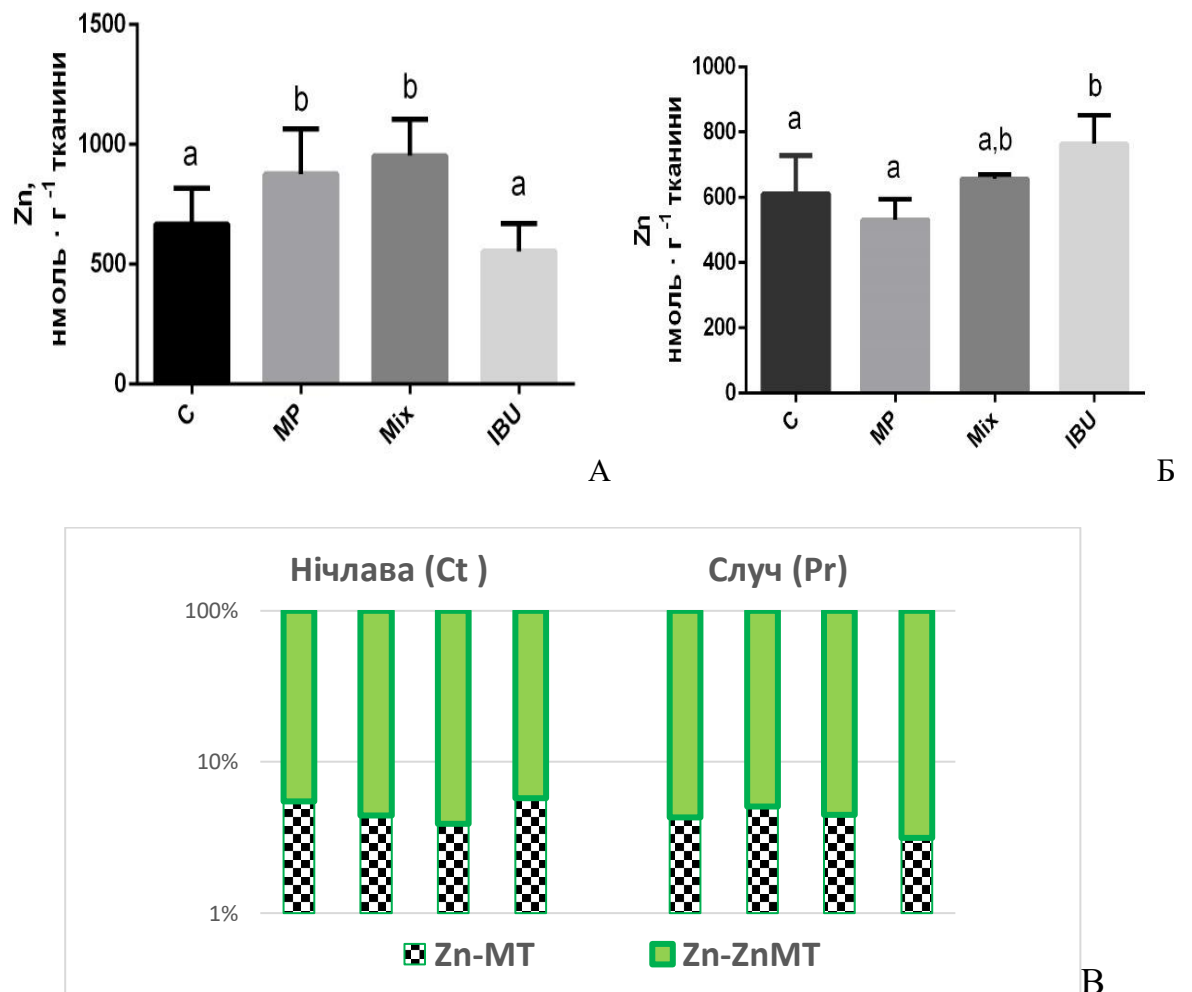 1500
1000
500
0
Zn,
нмоль · г ⁻¹ тканини
a
b
b
a
C
MP
Mix
IBU
А
1000
800
600
400
200
0
Zn
нмоль · г ⁻¹ тканини
a
a
a,b
b
C
MP
Mix
IBU
Б
Нічлава (Ct )
Случ (Pr)
100%
10%
1%
Zn-MT
Zn-ZnMT
В